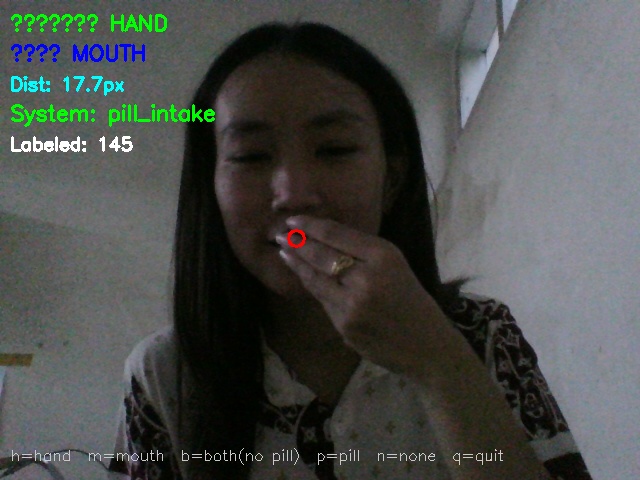 ??????? HAND
???? MOUTH
Dist: 17.7px
System: pill_intake
Labeled: 145
h=hand m=mouth b=both(no pill) p=pill n=none q=quit